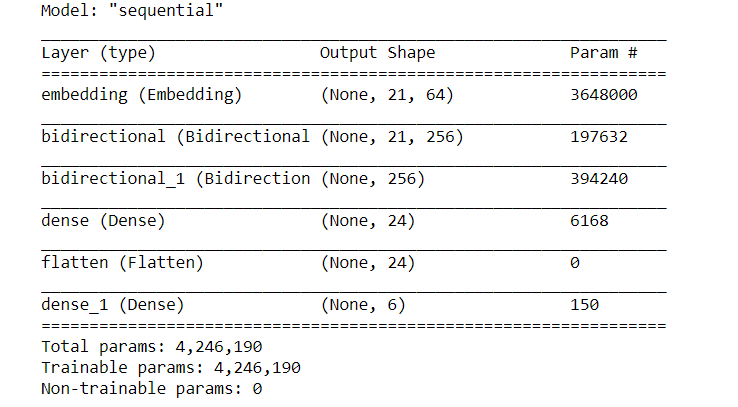 Model: "sequential"
Layer (type) Output Shape Param #
embedding (Embedding) (None, 21, 64) 3648000
bidirectional (Bidirectional (None, 21, 256) 197632
bidirectional_1 (Bidirection (None, 256) 394240
dense (Dense) (None, 24) 6168
flatten (Flatten) (None, 24) 0
dense_1 (Dense) (None, 6) 150
Total params: 4,246,190
Trainable params: 4,246,190
Non-trainable params: 0